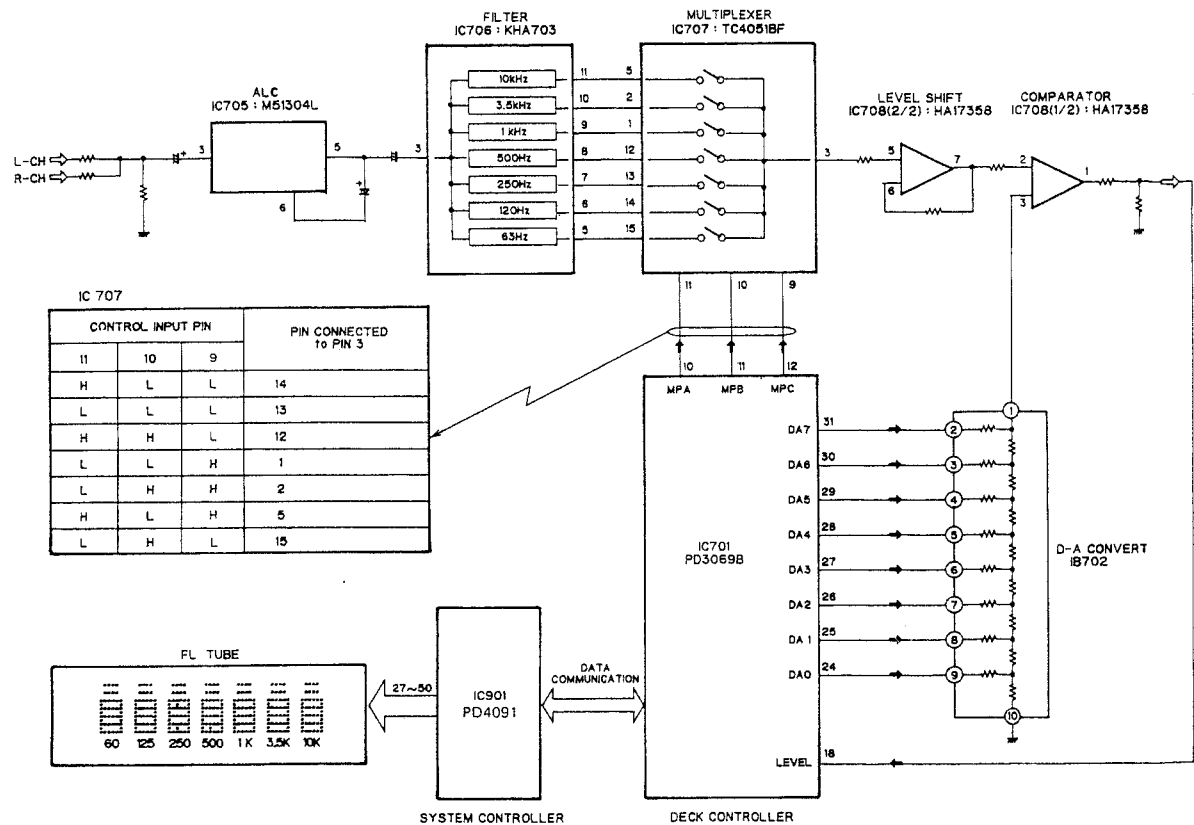 FILTER
IC706 : KHA703
MULTIPLEXER
IC707 : TC4051BF
ALC
IC705 : M51304L
LEVEL SHIFT
IC708(2/2) : HA17358
COMPARATOR
IC708(1/2) : HA17358
L-CH
R-CH
3
5
6
3
10kHz
3.5kHz
1 kHz
500Hz
250Hz
120Hz
63Hz
11 5
10 2
9 1
8 12
7 13
6 14
5 15
3
5
6
7
2
3
1
11 10 9
10 11 12
MPA MPB MPC
IC 707
CONTROL INPUT PIN
PIN CONNECTED
to PIN 3
11 10 9
H L L 14
L L L 13
H H L 12
L L H 1
L H H 2
H L H 5
L H L 15
DA7 31 2
DA6 30 3
DA5 29 4
DA4 28 5
DA3 27 6
DA2 26 7
DA1 25 8
DA0 24 9
1
10
D-A CONVERT
IB702
IC701
PD3069B
LEVEL 18
DECK CONTROLLER
DATA
COMMUNICATION
IC901
PD4091
SYSTEM CONTROLLER
27~50
FL TUBE
60 125 250 500 1K 3.5K 10K